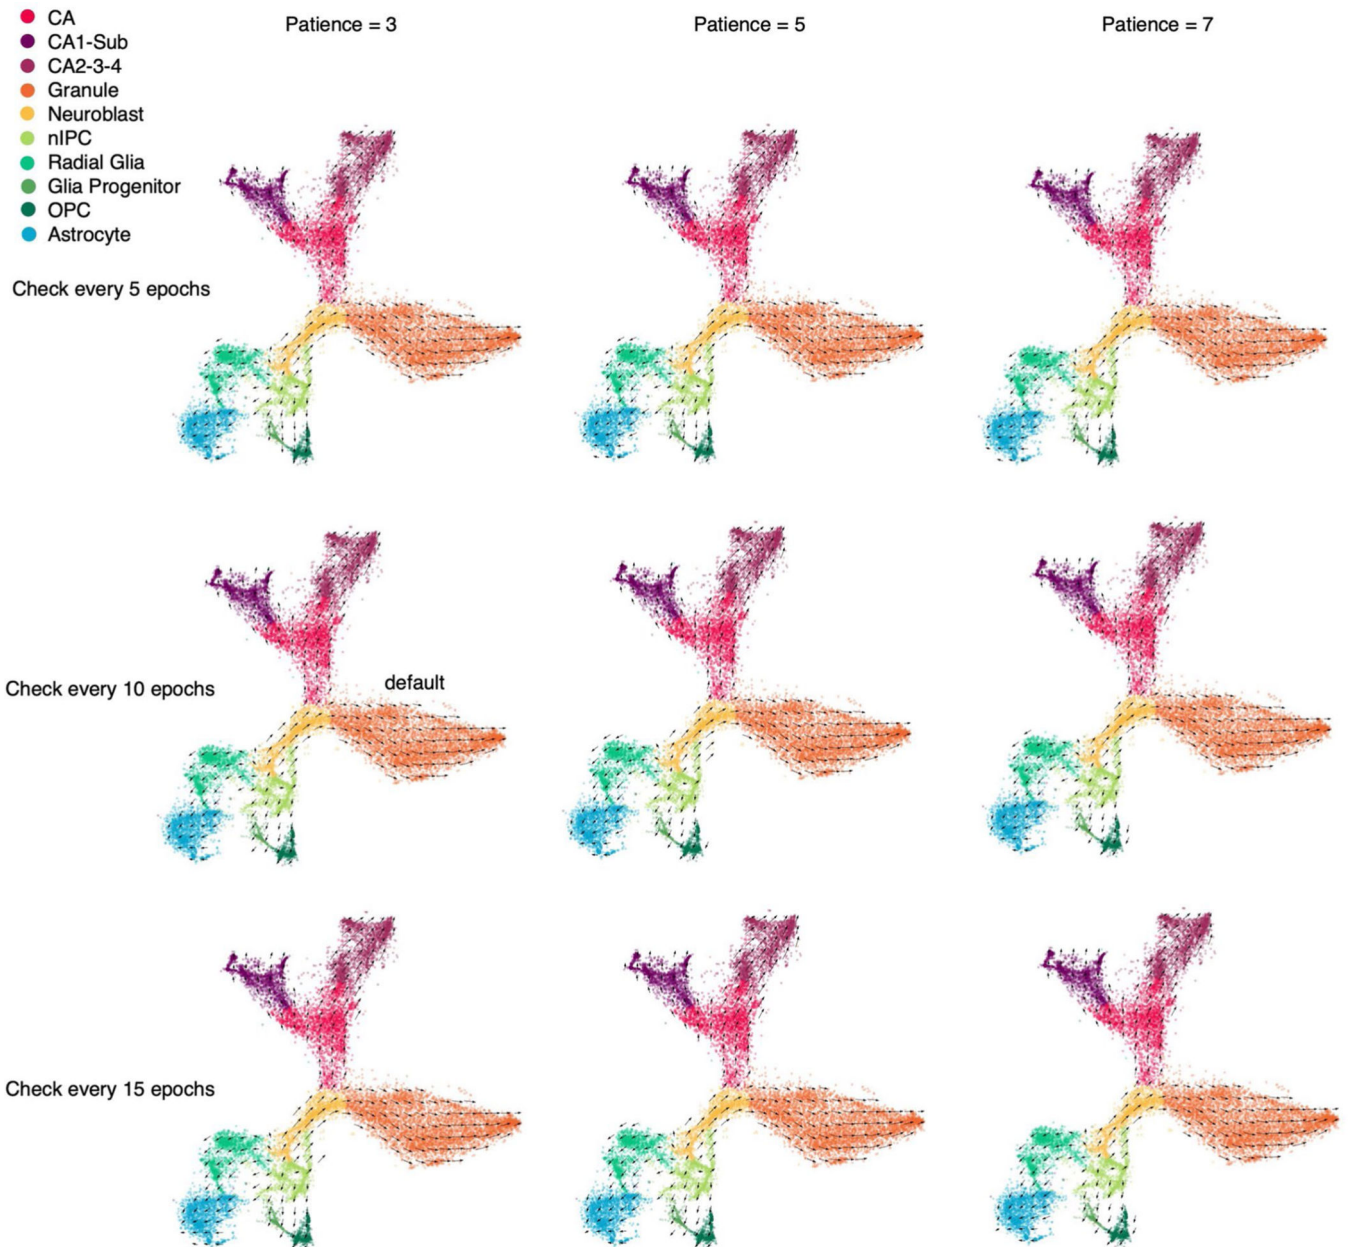 CA
CA1-Sub
CA2-3-4
Granule
Neuroblast
nIPC
Radial Glia
Glia Progenitor
OPC
Astrocyte
Patience = 3
Patience = 5
Patience = 7
Check every 5 epochs
Check every 10 epochs
default
Check every 15 epochs